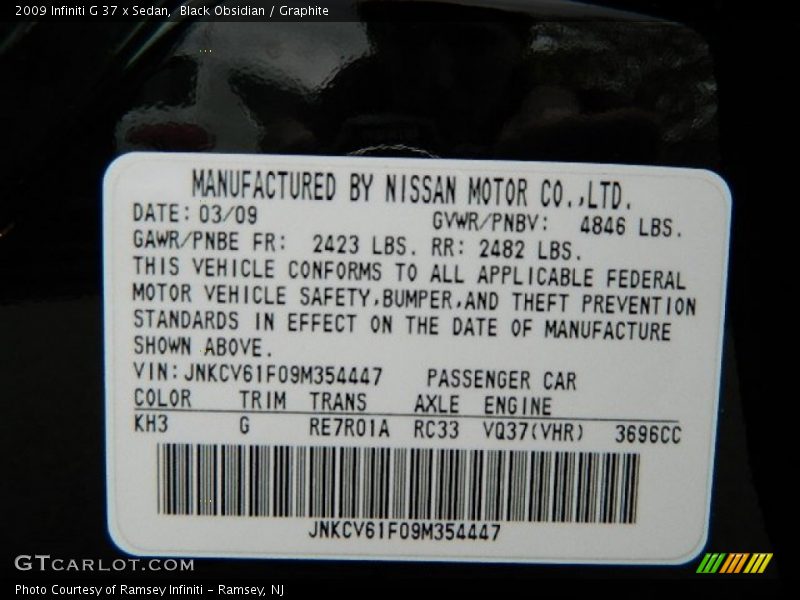 2009 Infiniti G 37 x Sedan,  Black Obsidian / Graphite
MANUFACTURED BY NISSAN MOTOR CO.,LTD.
DATE: 03/09 GVWR/PNBV: 4846 LBS.
GAWR/PNBE FR: 2423 LBS. RR: 2482 LBS.
THIS VEHICLE CONFORMS TO ALL APPLICABLE FEDERAL
MOTOR VEHICLE SAFETY,BUMPER,AND THEFT PREVENTION
STANDARDS IN EFFECT ON THE DATE OF MANUFACTURE
SHOWN ABOVE.
VIN:JNKCV61F09M354447 PASSENGER CAR
COLOR TRIM TRANS AXLE ENGINE
KH3 G RE7R01A RC33 VQ37(VHR) 3696CC
JNKCV61F09M354447
GTCARLOT.COM
Photo Courtesy of Ramsey Infiniti - Ramsey, NJ